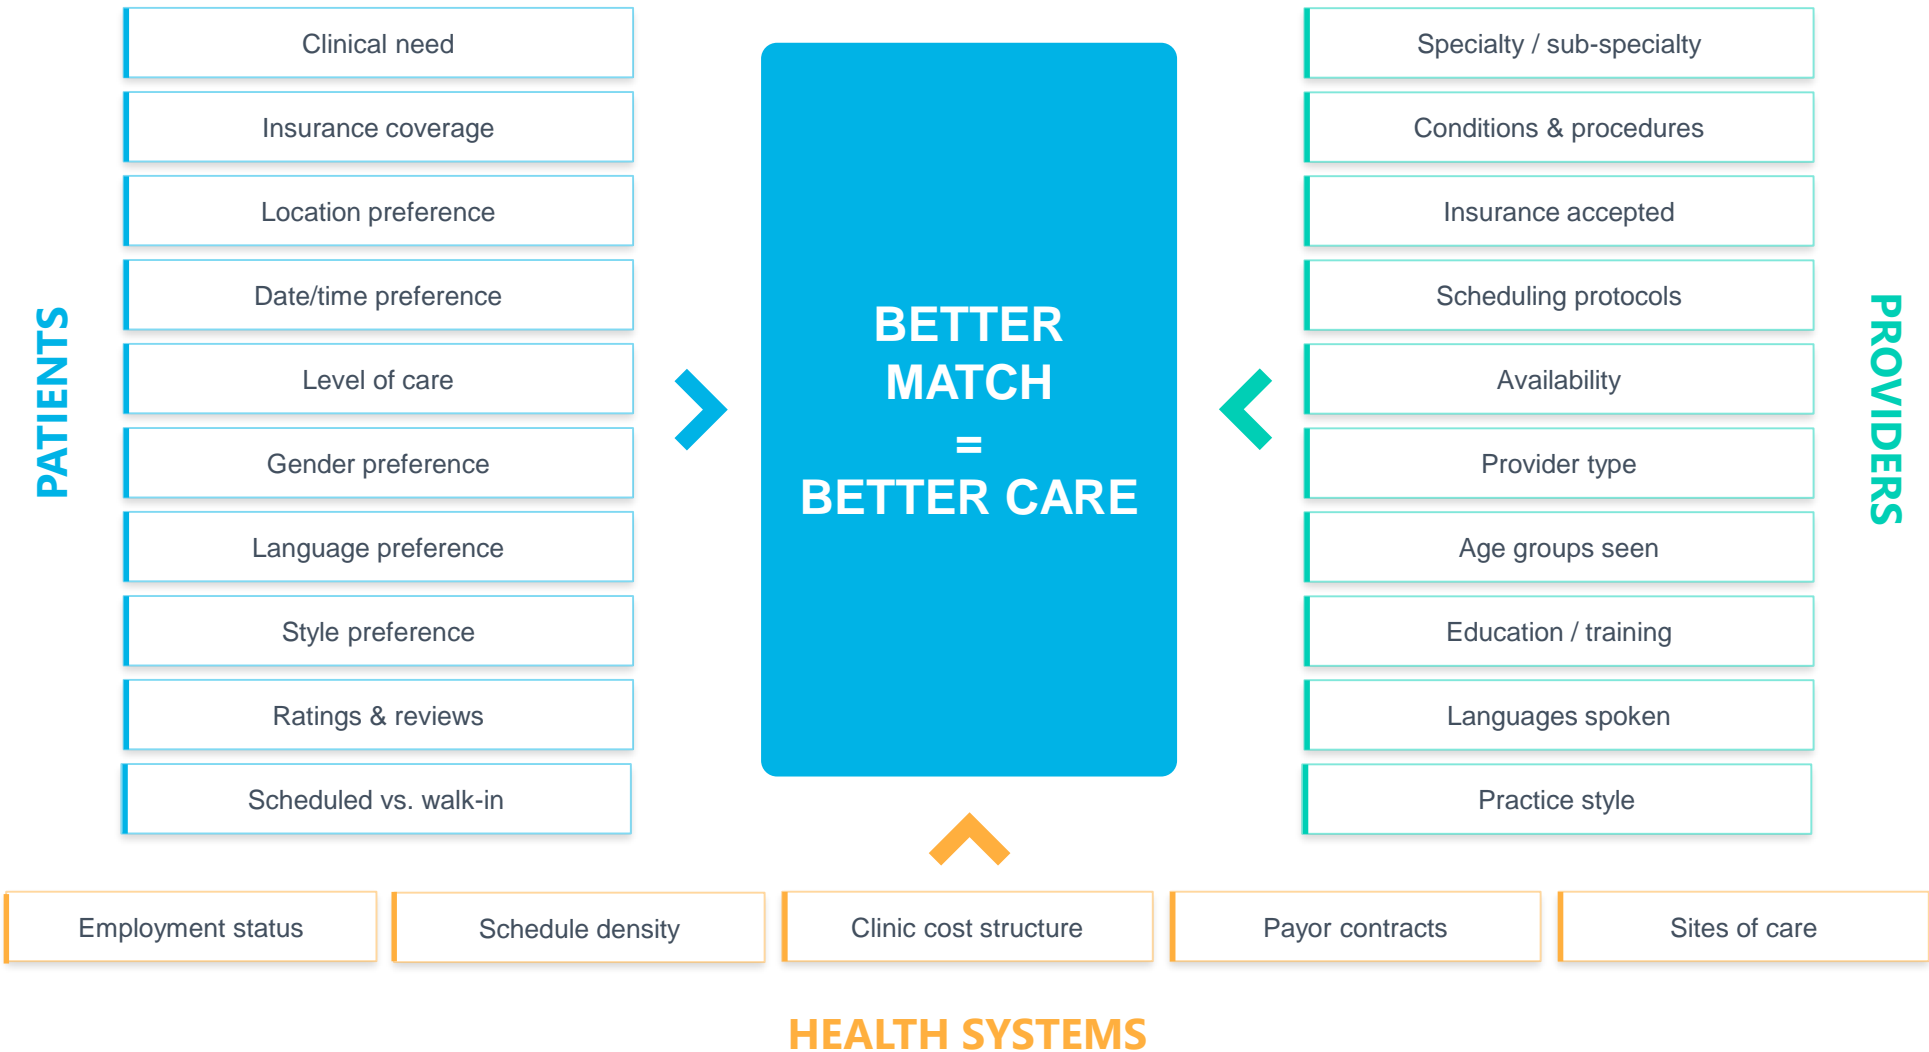 PATIENTS
Clinical need
Insurance coverage
Location preference
Date/time preference
Level of care
Gender preference
Language preference
Style preference
Ratings & reviews
Scheduled vs. walk-in
BETTER
MATCH
=
BETTER CARE
Specialty / sub-specialty
Conditions & procedures
Insurance accepted
Scheduling protocols
Availability
Provider type
Age groups seen
Education / training
Languages spoken
Practice style
PROVIDERS
Employment status
Schedule density
Clinic cost structure
Payor contracts
Sites of care
HEALTH SYSTEMS